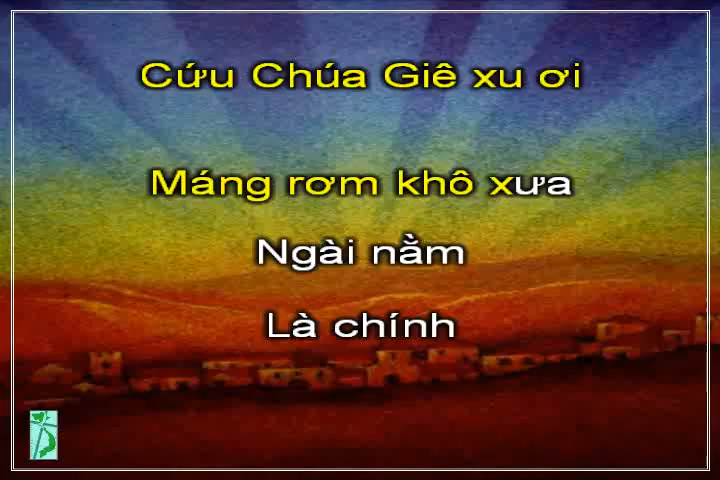 Cứu Chúa Giê xu ơi
Máng rơm khô xưa
Ngài nằm
Là chính